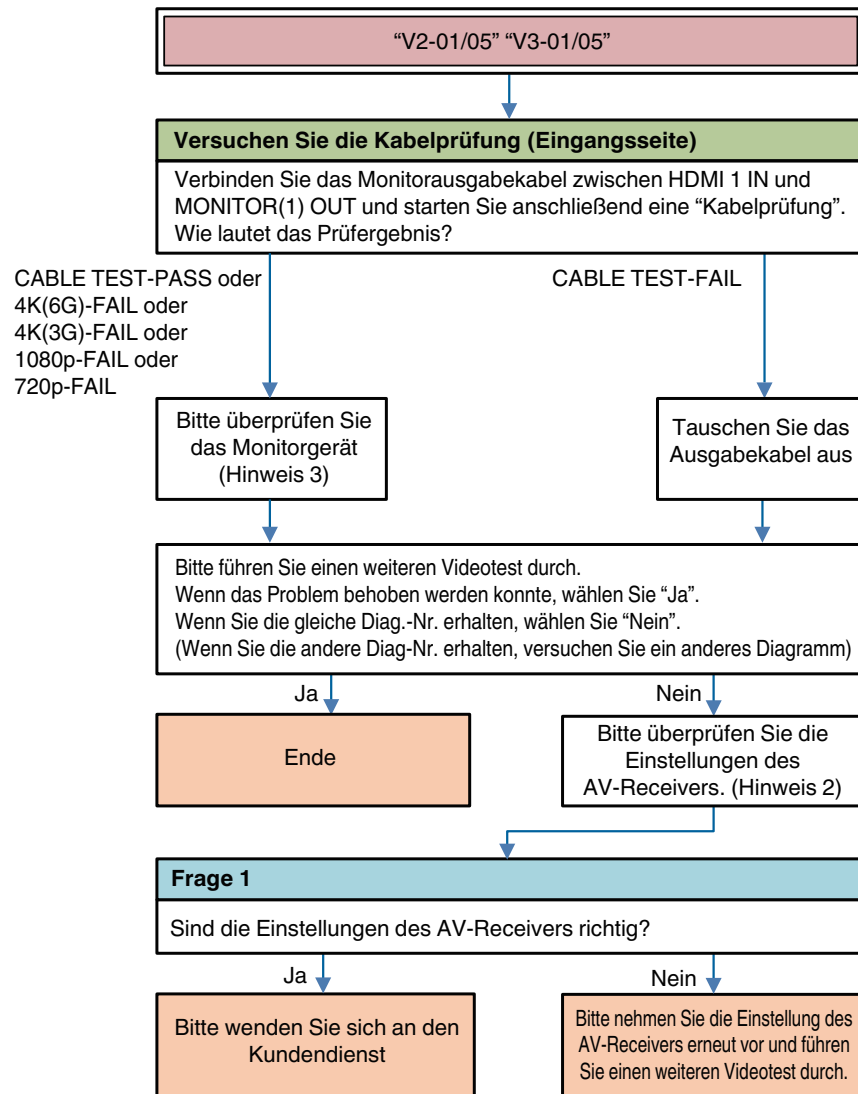 “V2-01/05” “V3-01/05”
Versuchen Sie die Kabelprüfung (Eingangsseite)
Verbinden Sie das Monitorausgabekabel zwischen HDMI 1 IN und
MONITOR(1) OUT und starten Sie anschließend eine “Kabelprüfung”.
Wie lautet das Prüfergebnis?
CABLE TEST-PASS oder
4K(6G)-FAIL oder
4K(3G)-FAIL oder
1080p-FAIL oder
720p-FAIL
CABLE TEST-FAIL
Bitte überprüfen Sie
das Monitorgerät
(Hinweis 3)
Tauschen Sie das
Ausgabekabel aus
Bitte führen Sie einen weiteren Videotest durch.
Wenn das Problem behoben werden konnte, wählen Sie “Ja”.
Wenn Sie die gleiche Diag.-Nr. erhalten, wählen Sie “Nein”.
(Wenn Sie die andere Diag-Nr. erhalten, versuchen Sie ein anderes Diagramm)
Ja
Nein
Ende
Bitte überprüfen Sie die
Einstellungen des
AV-Receivers. (Hinweis 2)
Frage 1
Sind die Einstellungen des AV-Receivers richtig?
Ja
Nein
Bitte wenden Sie sich an den
Kundendienst
Bitte nehmen Sie die Einstellung des
AV-Receivers erneut vor und führen
Sie einen weiteren Videotest durch.